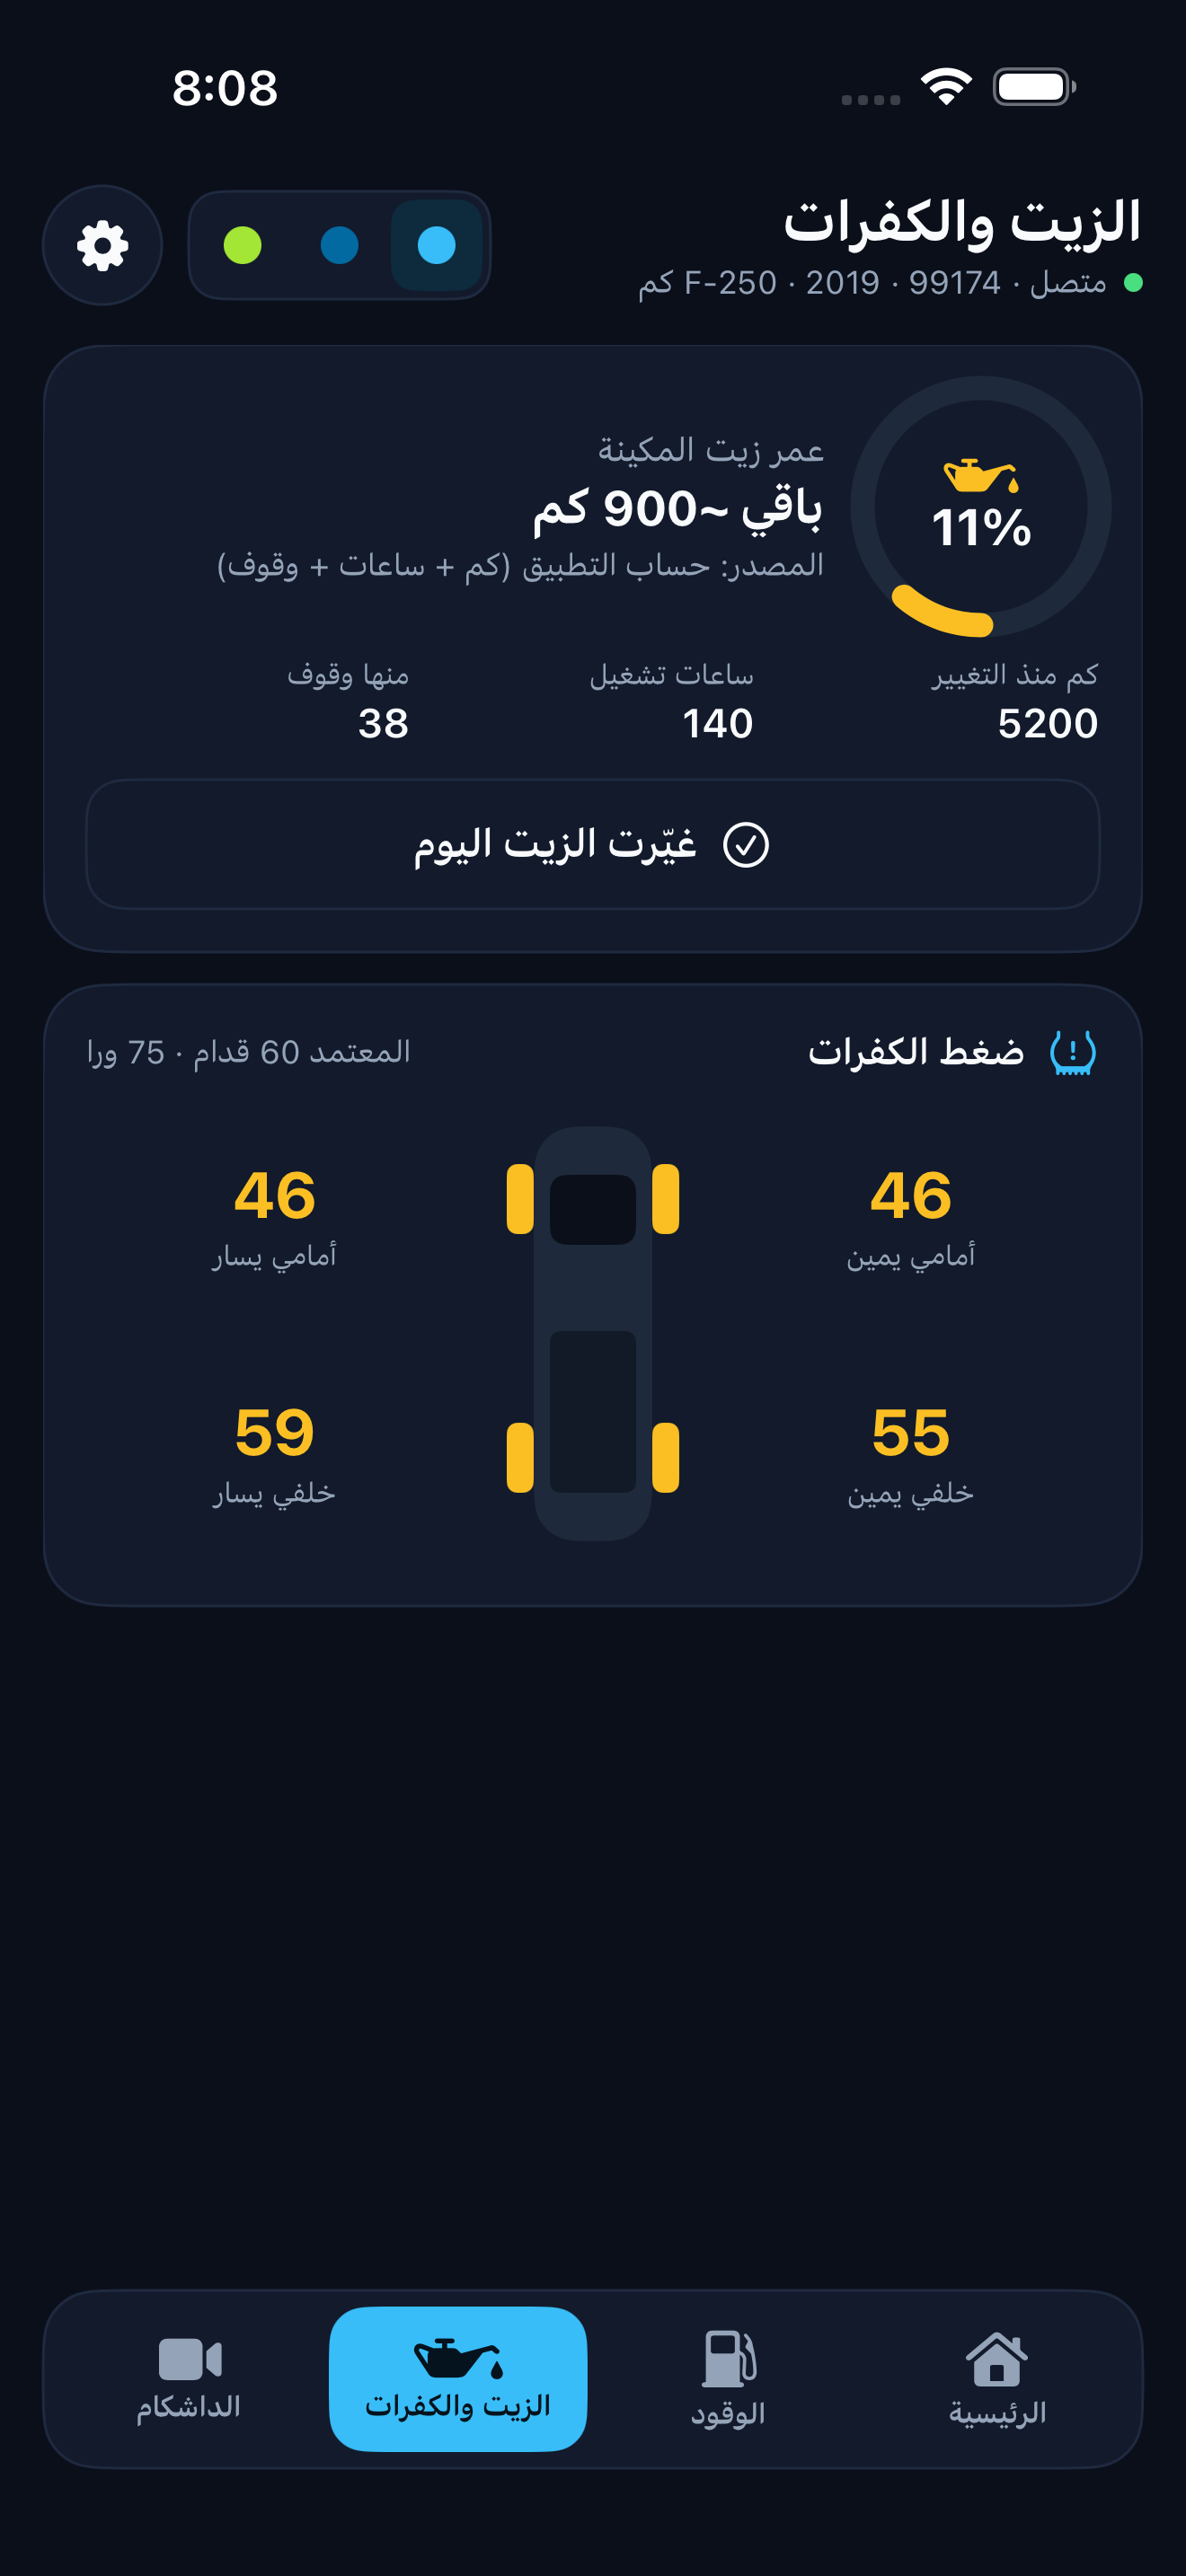 8:08
الزيت والكفرات
متصل · F-250 · 2019 · 99174 كم
11%
عمر زيت المكينة
باقي ~900 كم
المصدر: حساب التطبيق (كم + ساعات + وقوف)
كم منذ التغيير
5200
ساعات تشغيل
140
منها وقوف
38
غيّرت الزيت اليوم
ضغط الكفرات
المعتمد 60 قدام · 75 ورا
46
أمامي يمين
46
أمامي يسار
55
خلفي يمين
59
خلفي يسار
الرئيسية
الوقود
الزيت والكفرات
الداشكام